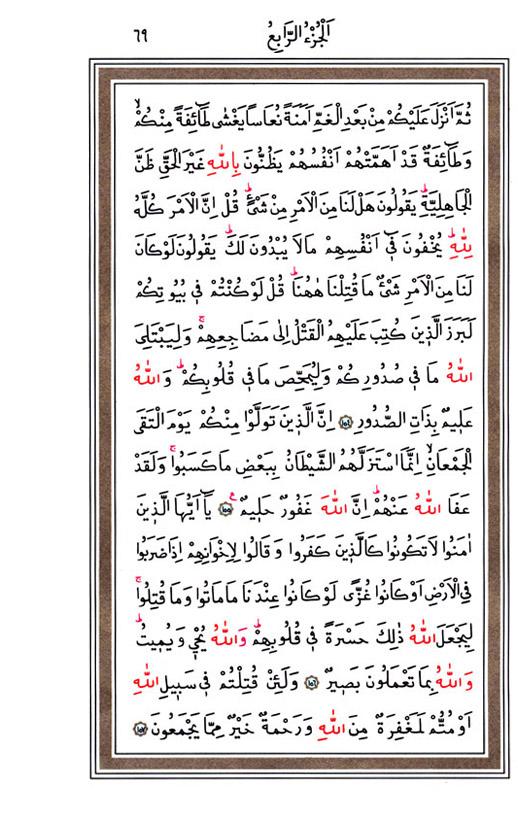 اَلْجُزْءُ الرَّابِعُ ٦٩
ثُمَّ اَنْزَلَ عَلَيْكُمْ مِنْ بَعْدِ الْغَمِّ اَمَنَةً نُعَاسًا يَغْشٰى طَٓائِفَةً مِنْكُمْۙ
وَطَٓائِفَةٌ قَدْ اَهَمَّتْهُمْ اَنْفُسُهُمْ يَظُنُّونَ بِاللّٰهِ غَيْرَ الْحَقِّ ظَنَّ
الْجَاهِلِيَّةِۜ يَقُولُونَ هَلْ لَنَا مِنَ الْاَمْرِ مِنْ شَيْءٍۜ قُلْ اِنَّ الْاَمْرَ كُلَّهُ
لِلّٰهِۜ يُخْفُونَ ف۪ٓي اَنْفُسِهِمْ مَا لَا يُبْدُونَ لَكَۜ يَقُولُونَ لَوْ كَانَ
لَنَا مِنَ الْاَمْرِ شَيْءٌ مَا قُتِلْنَا هٰهُنَاۜ قُلْ لَوْ كُنْتُمْ ف۪ي بُيُوتِكُمْ
لَبَرَزَ الَّذ۪ينَ كُتِبَ عَلَيْهِمُ الْقَتْلُ اِلٰى مَضَاجِعِهِمْۚ وَلِيَبْتَلِيَ
اللّٰهُ مَا ف۪ي صُدُورِكُمْ وَلِيُمَحِّصَ مَا ف۪ي قُلُوبِكُمْۜ وَاللّٰهُ
عَل۪يمٌ بِذَاتِ الصُّدُورِ ﴿١٥٤﴾ اِنَّ الَّذ۪ينَ تَوَلَّوْا مِنْكُمْ يَوْمَ الْتَقَى
الْجَمْعَانِۙ اِنَّمَا اسْتَزَلَّهُمُ الشَّيْطَانُ بِبَعْضِ مَا كَسَبُواۚ وَلَقَدْ
عَفَا اللّٰهُ عَنْهُمْۜ اِنَّ اللّٰهَ غَفُورٌ حَل۪يمٌ۟ ﴿١٥٥﴾ يَٓا اَيُّهَا الَّذ۪ينَ
اٰمَنُوا لَا تَكُونُوا كَالَّذ۪ينَ كَفَرُوا وَقَالُوا لِاِخْوَانِهِمْ اِذَا ضَرَبُوا
فِي الْاَرْضِ اَوْ كَانُوا غُزًّى لَوْ كَانُوا عِنْدَنَا مَا مَاتُوا وَمَا قُتِلُواۚ
لِيَجْعَلَ اللّٰهُ ذٰلِكَ حَسْرَةً ف۪ي قُلُوبِهِمْۜ وَاللّٰهُ يُحْي۪ي وَيُم۪يتُۜ
وَاللّٰهُ بِمَا تَعْمَلُونَ بَص۪يرٌ ﴿١٥٦﴾ وَلَئِنْ قُتِلْتُمْ ف۪ي سَب۪يلِ اللّٰهِ
اَوْ مُتُّمْ لَمَغْفِرَةٌ مِنَ اللّٰهِ وَرَحْمَةٌ خَيْرٌ مِمَّا يَجْمَعُونَ ﴿١٥٧﴾